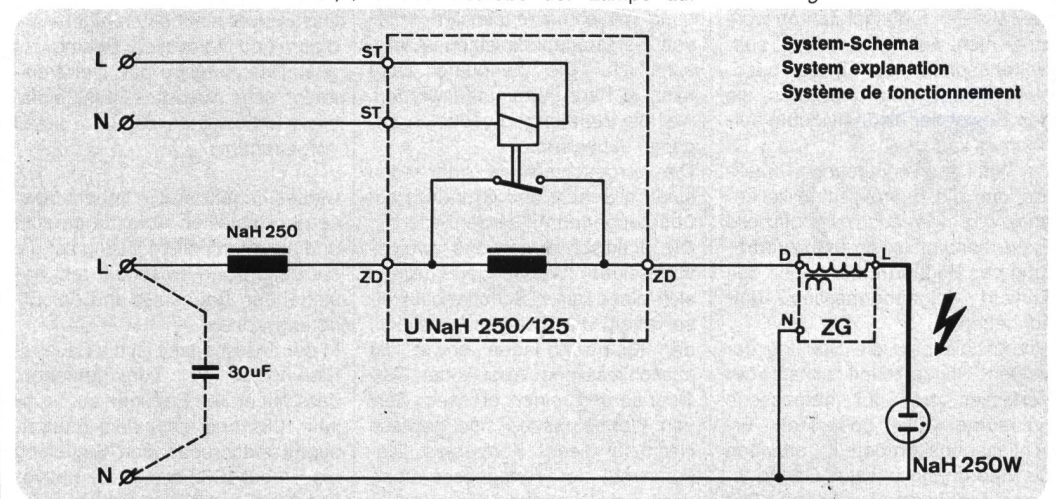 System-Schema
System explanation
Système de fonctionnement
L
ST
N
ST
NaH 250
L
ZD
ZD
U NaH 250/125
D
L
N
ZG
30uF
N
NaH 250W